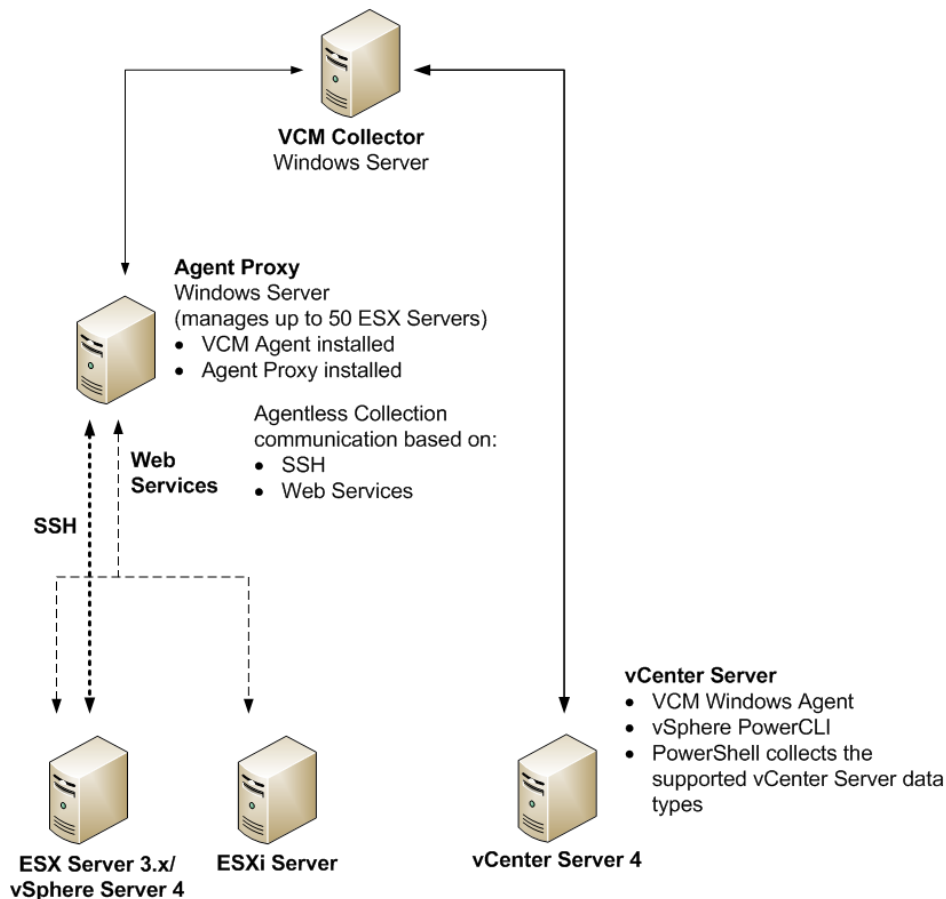 VCM Collector
Windows Server
Agent Proxy
Windows Server
(manages up to 50 ESX Servers)
• VCM Agent installed
• Agent Proxy installed
Agentless Collection
communication based on:
• SSH
• Web Services
Web
Services
SSH
vCenter Server
• VCM Windows Agent
• vSphere PowerCLI
• PowerShell collects the
supported vCenter Server data
types
ESX Server 3.x/
vSphere Server 4
ESXi Server
vCenter Server 4